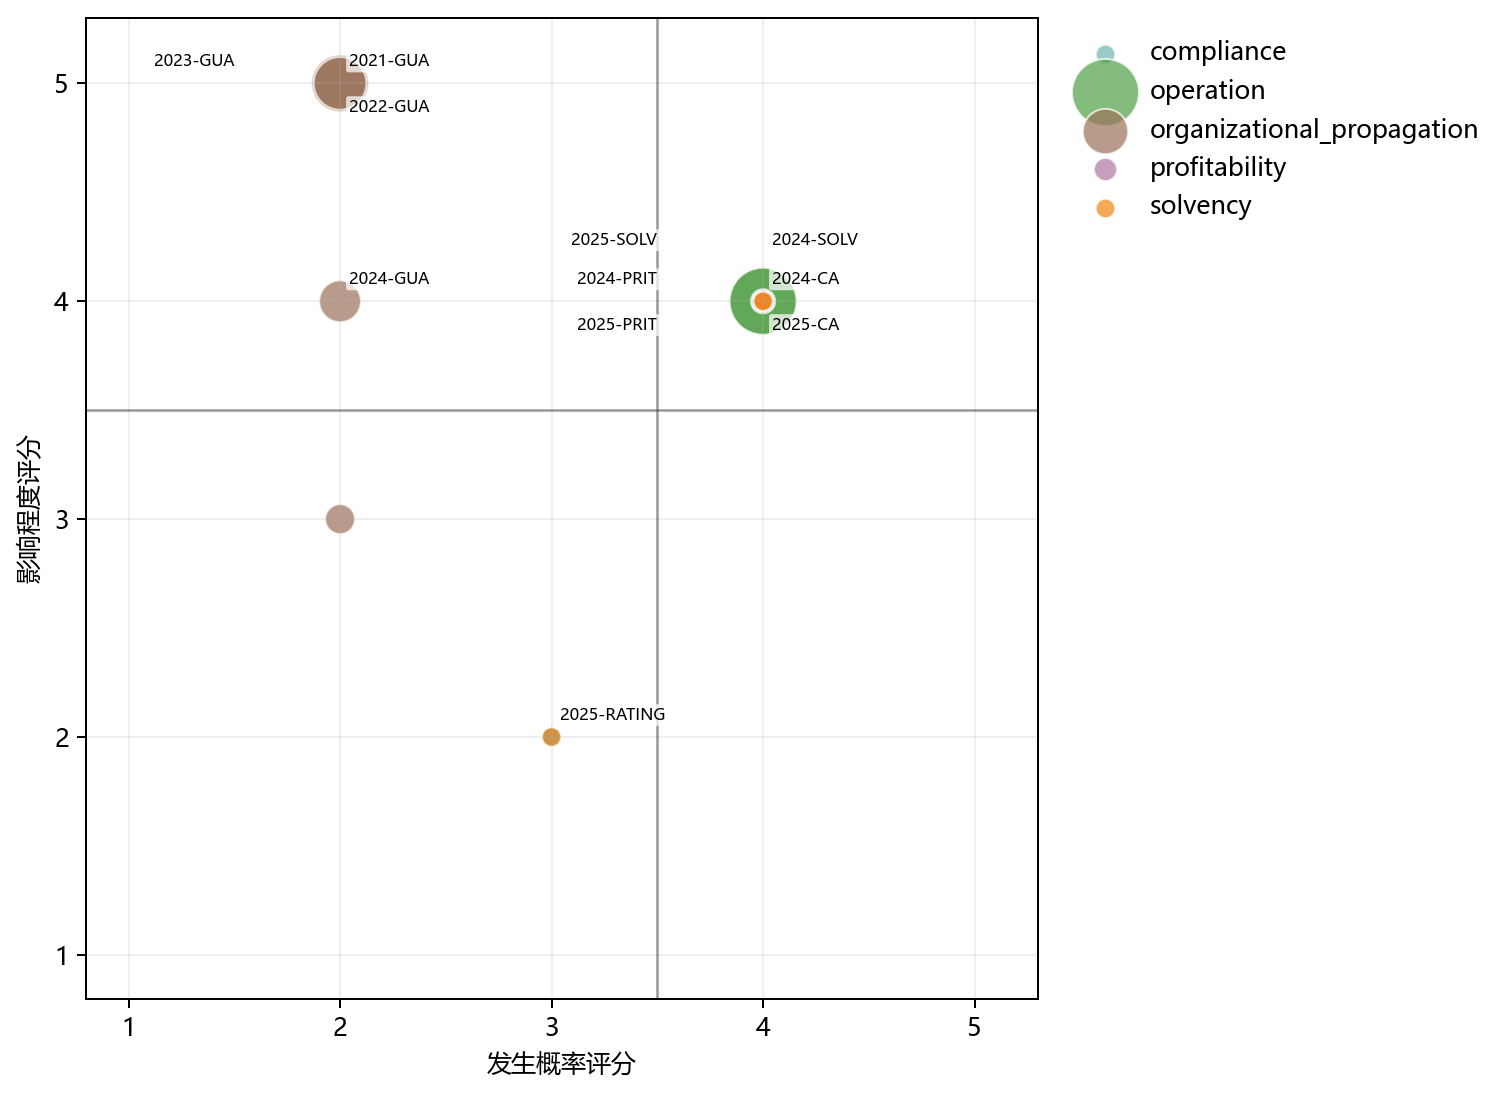 2023-GUA
2021-GUA
2022-GUA
2025-SOLV
2024-SOLV
2024-GUA
2024-PRIT
2024-CA
2025-PRIT
2025-CA
2025-RATING
5
4
3
2
1
影响程度评分
1
2
3
4
5
发生概率评分
compliance
operation
organizational_propagation
profitability
solvency